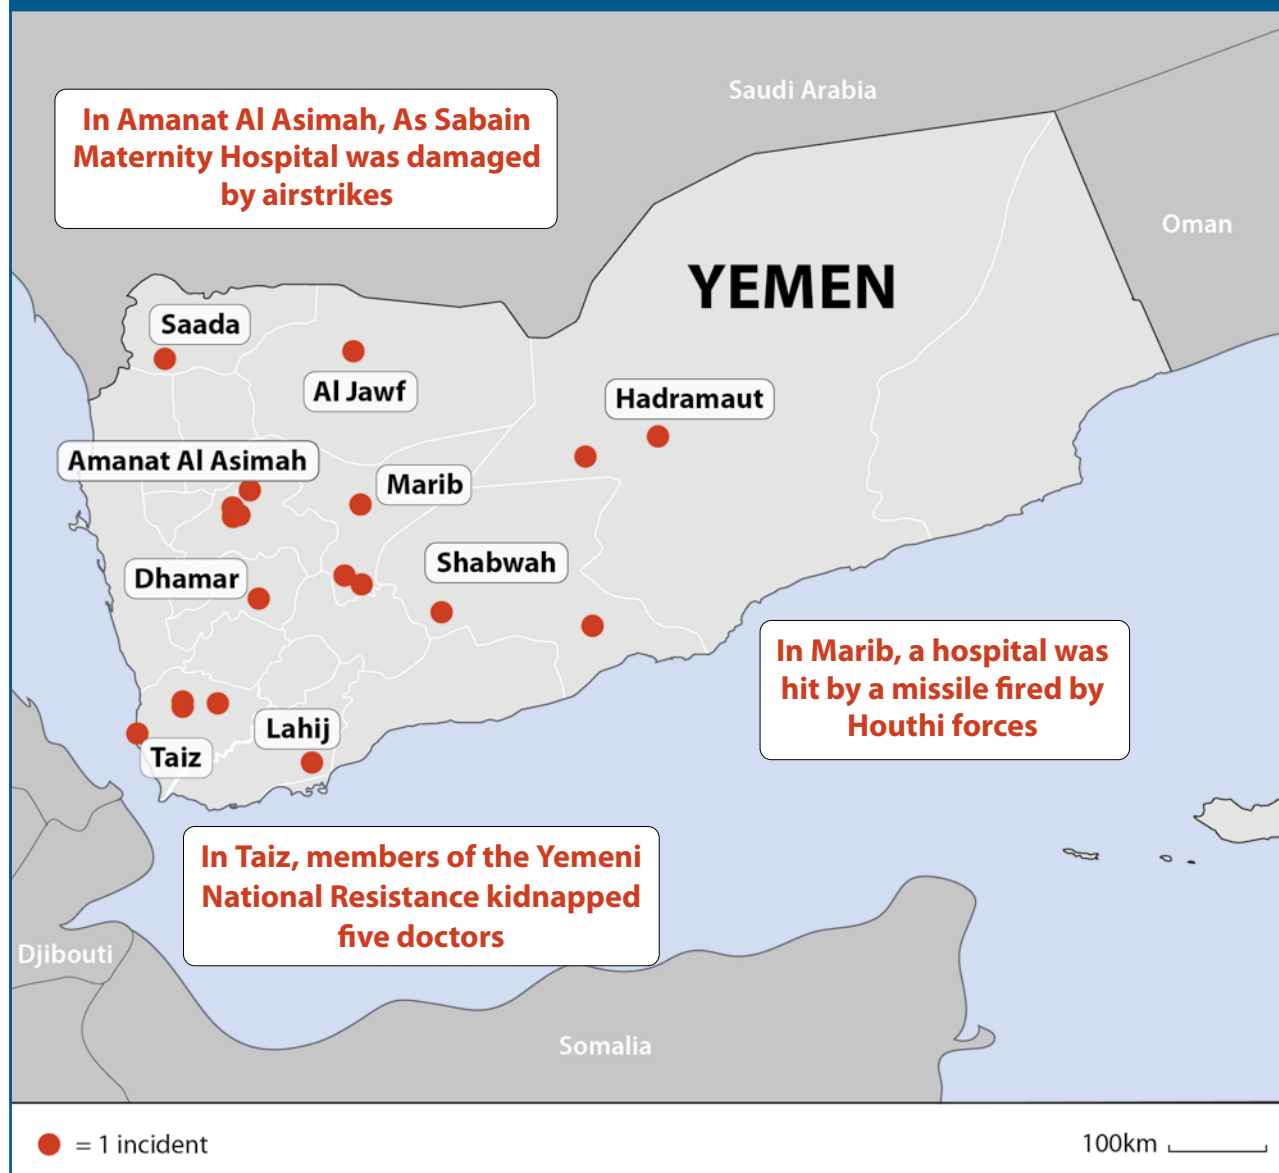 Saudi Arabia
In Amanat Al Asimah, As Sabain
Maternity Hospital was damaged
by airstrikes
Oman
YEMEN
Saada
Al Jawf
Hadramaut
Amanat Al Asimah
Marib
Shabwah
Dhamar
In Marib, a hospital was
hit by a missile fired by
Houthi forces
Lahij
Taiz
In Taiz, members of the Yemeni
National Resistance kidnapped
five doctors
Djibouti
Somalia
= 1 incident
100km